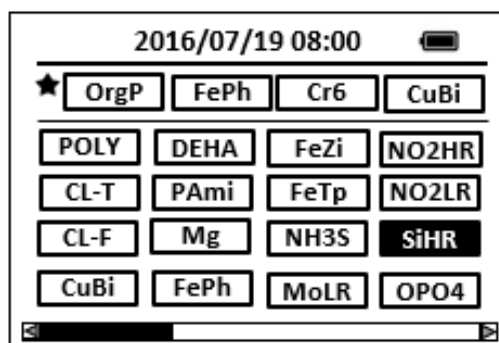 2016/07/19 08:00
OrgP FePh Cr6 CuBi
POLY DEHA FeZi NO2HR
CL-T PAmi FeTp NO2LR
CL-F Mg NH3S SiHR
CuBi FePh MoLR OPO4